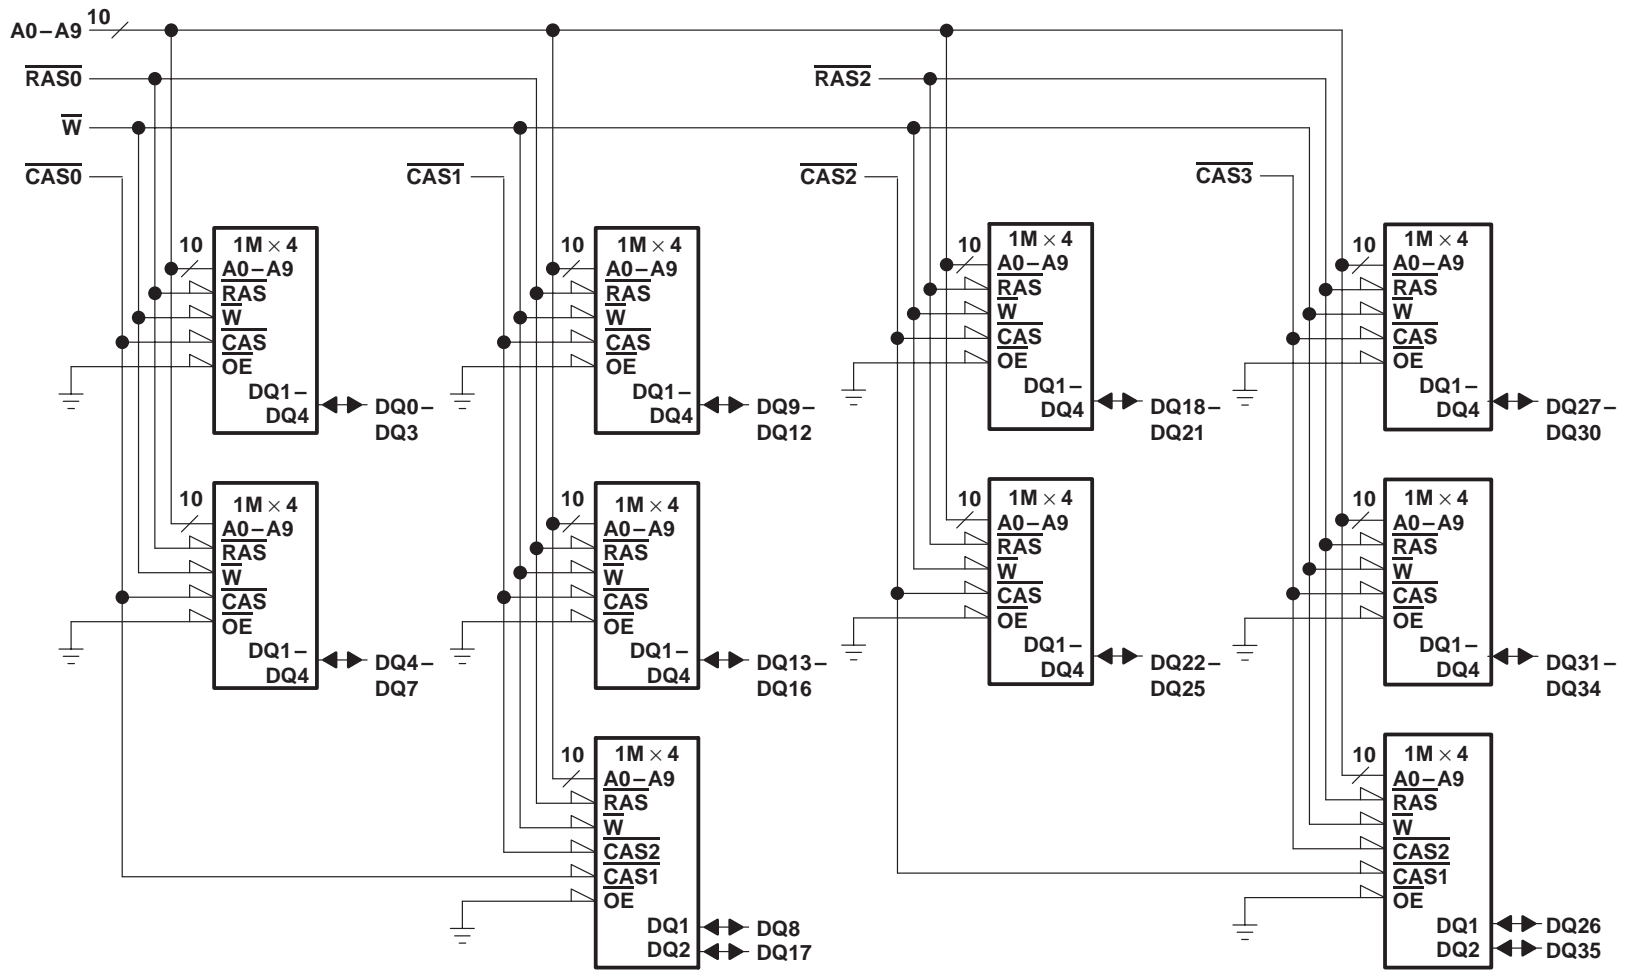 A0–A9 10
RAS0
RAS2
W
CAS0
CAS1
CAS2
CAS3
10
1M × 4
A0–A9
RAS
W
CAS
OE
DQ1–
DQ4
DQ0–
DQ3
10
1M × 4
A0–A9
RAS
W
CAS
OE
DQ1–
DQ4
DQ9–
DQ12
10
1M × 4
A0–A9
RAS
W
CAS
OE
DQ1–
DQ4
DQ18–
DQ21
10
1M × 4
A0–A9
RAS
W
CAS
OE
DQ1–
DQ4
DQ27–
DQ30
10
1M × 4
A0–A9
RAS
W
CAS
OE
DQ1–
DQ4
DQ4–
DQ7
10
1M × 4
A0–A9
RAS
W
CAS
OE
DQ1–
DQ4
DQ13–
DQ16
10
1M × 4
A0–A9
RAS
W
CAS
OE
DQ1–
DQ4
DQ22–
DQ25
10
1M × 4
A0–A9
RAS
W
CAS
OE
DQ1–
DQ4
DQ31–
DQ34
10
1M × 4
A0–A9
RAS
W
CAS2
CAS1
OE
DQ1
DQ2
DQ8
DQ17
10
1M × 4
A0–A9
RAS
W
CAS2
CAS1
OE
DQ1
DQ2
DQ26
DQ35